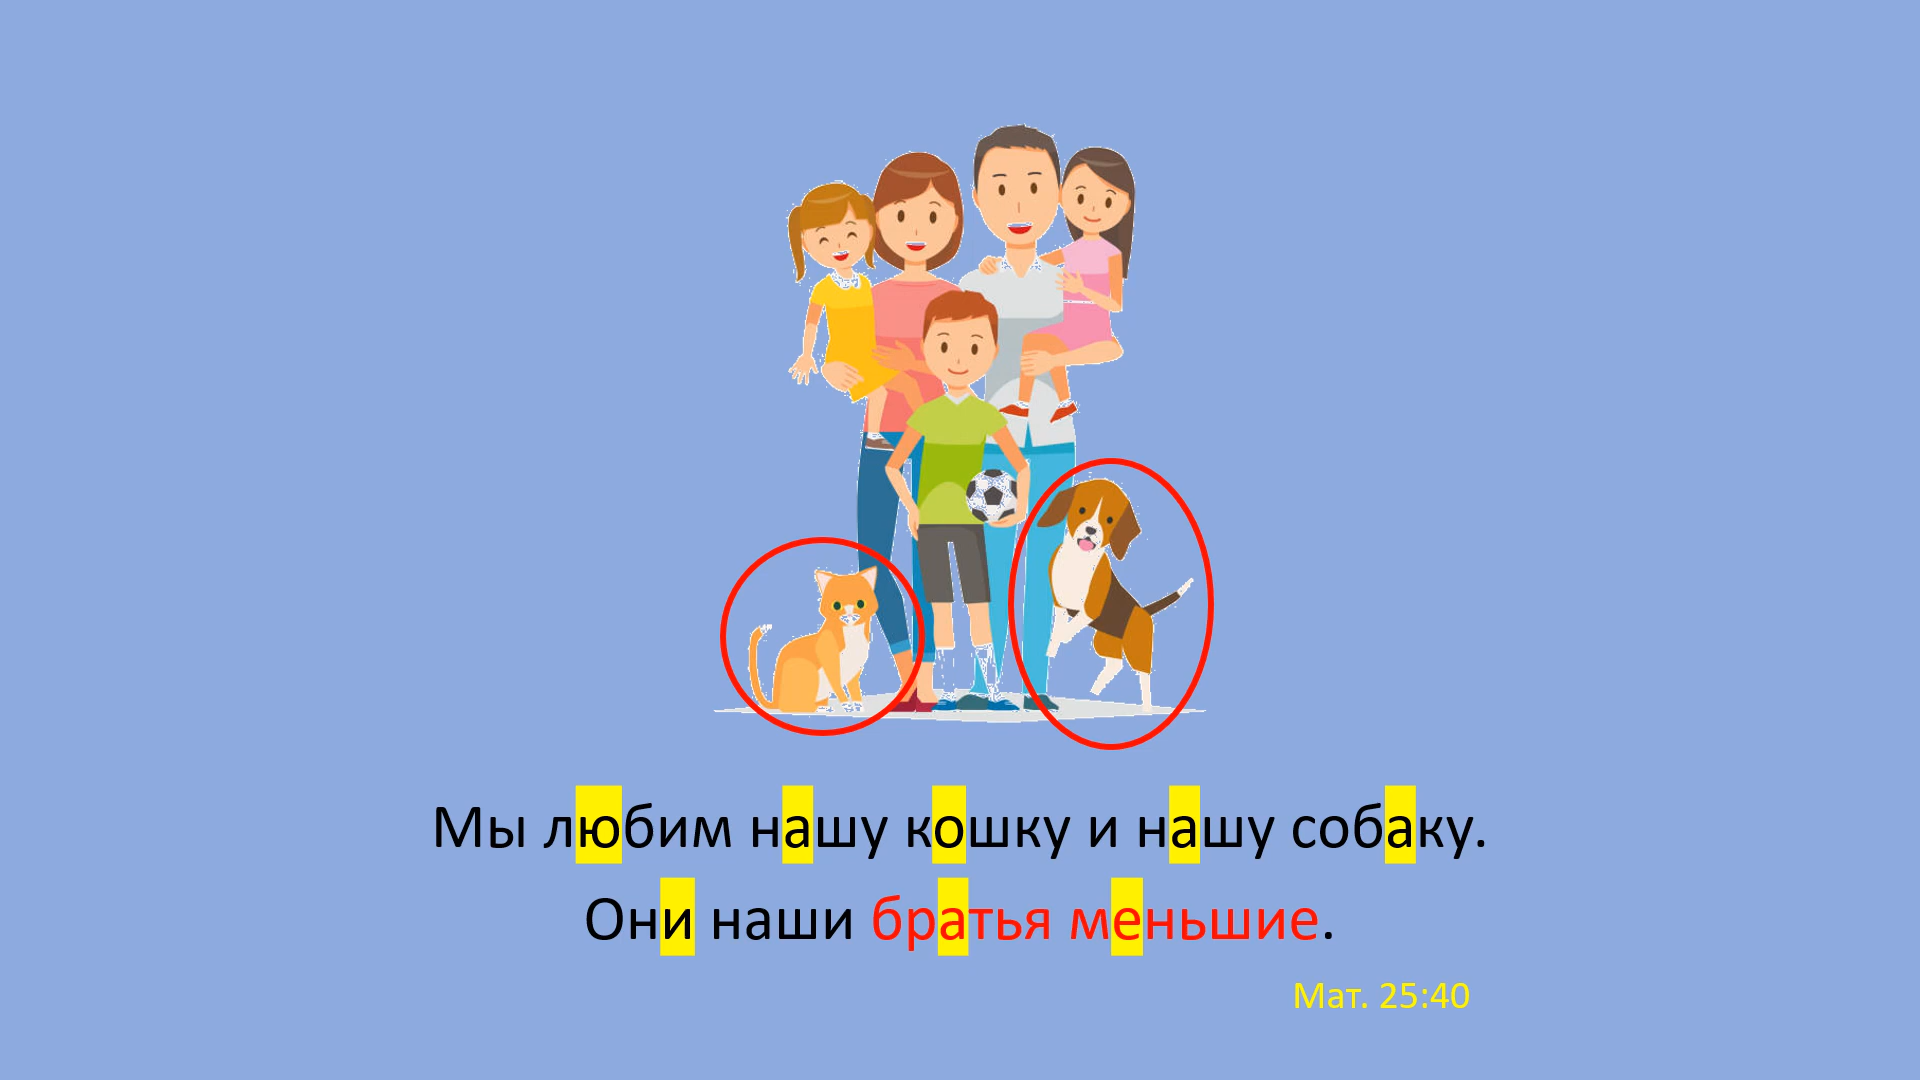 Мы любим нашу кошку и нашу собаку.
Они наши братья меньшие.
Мат. 25:40